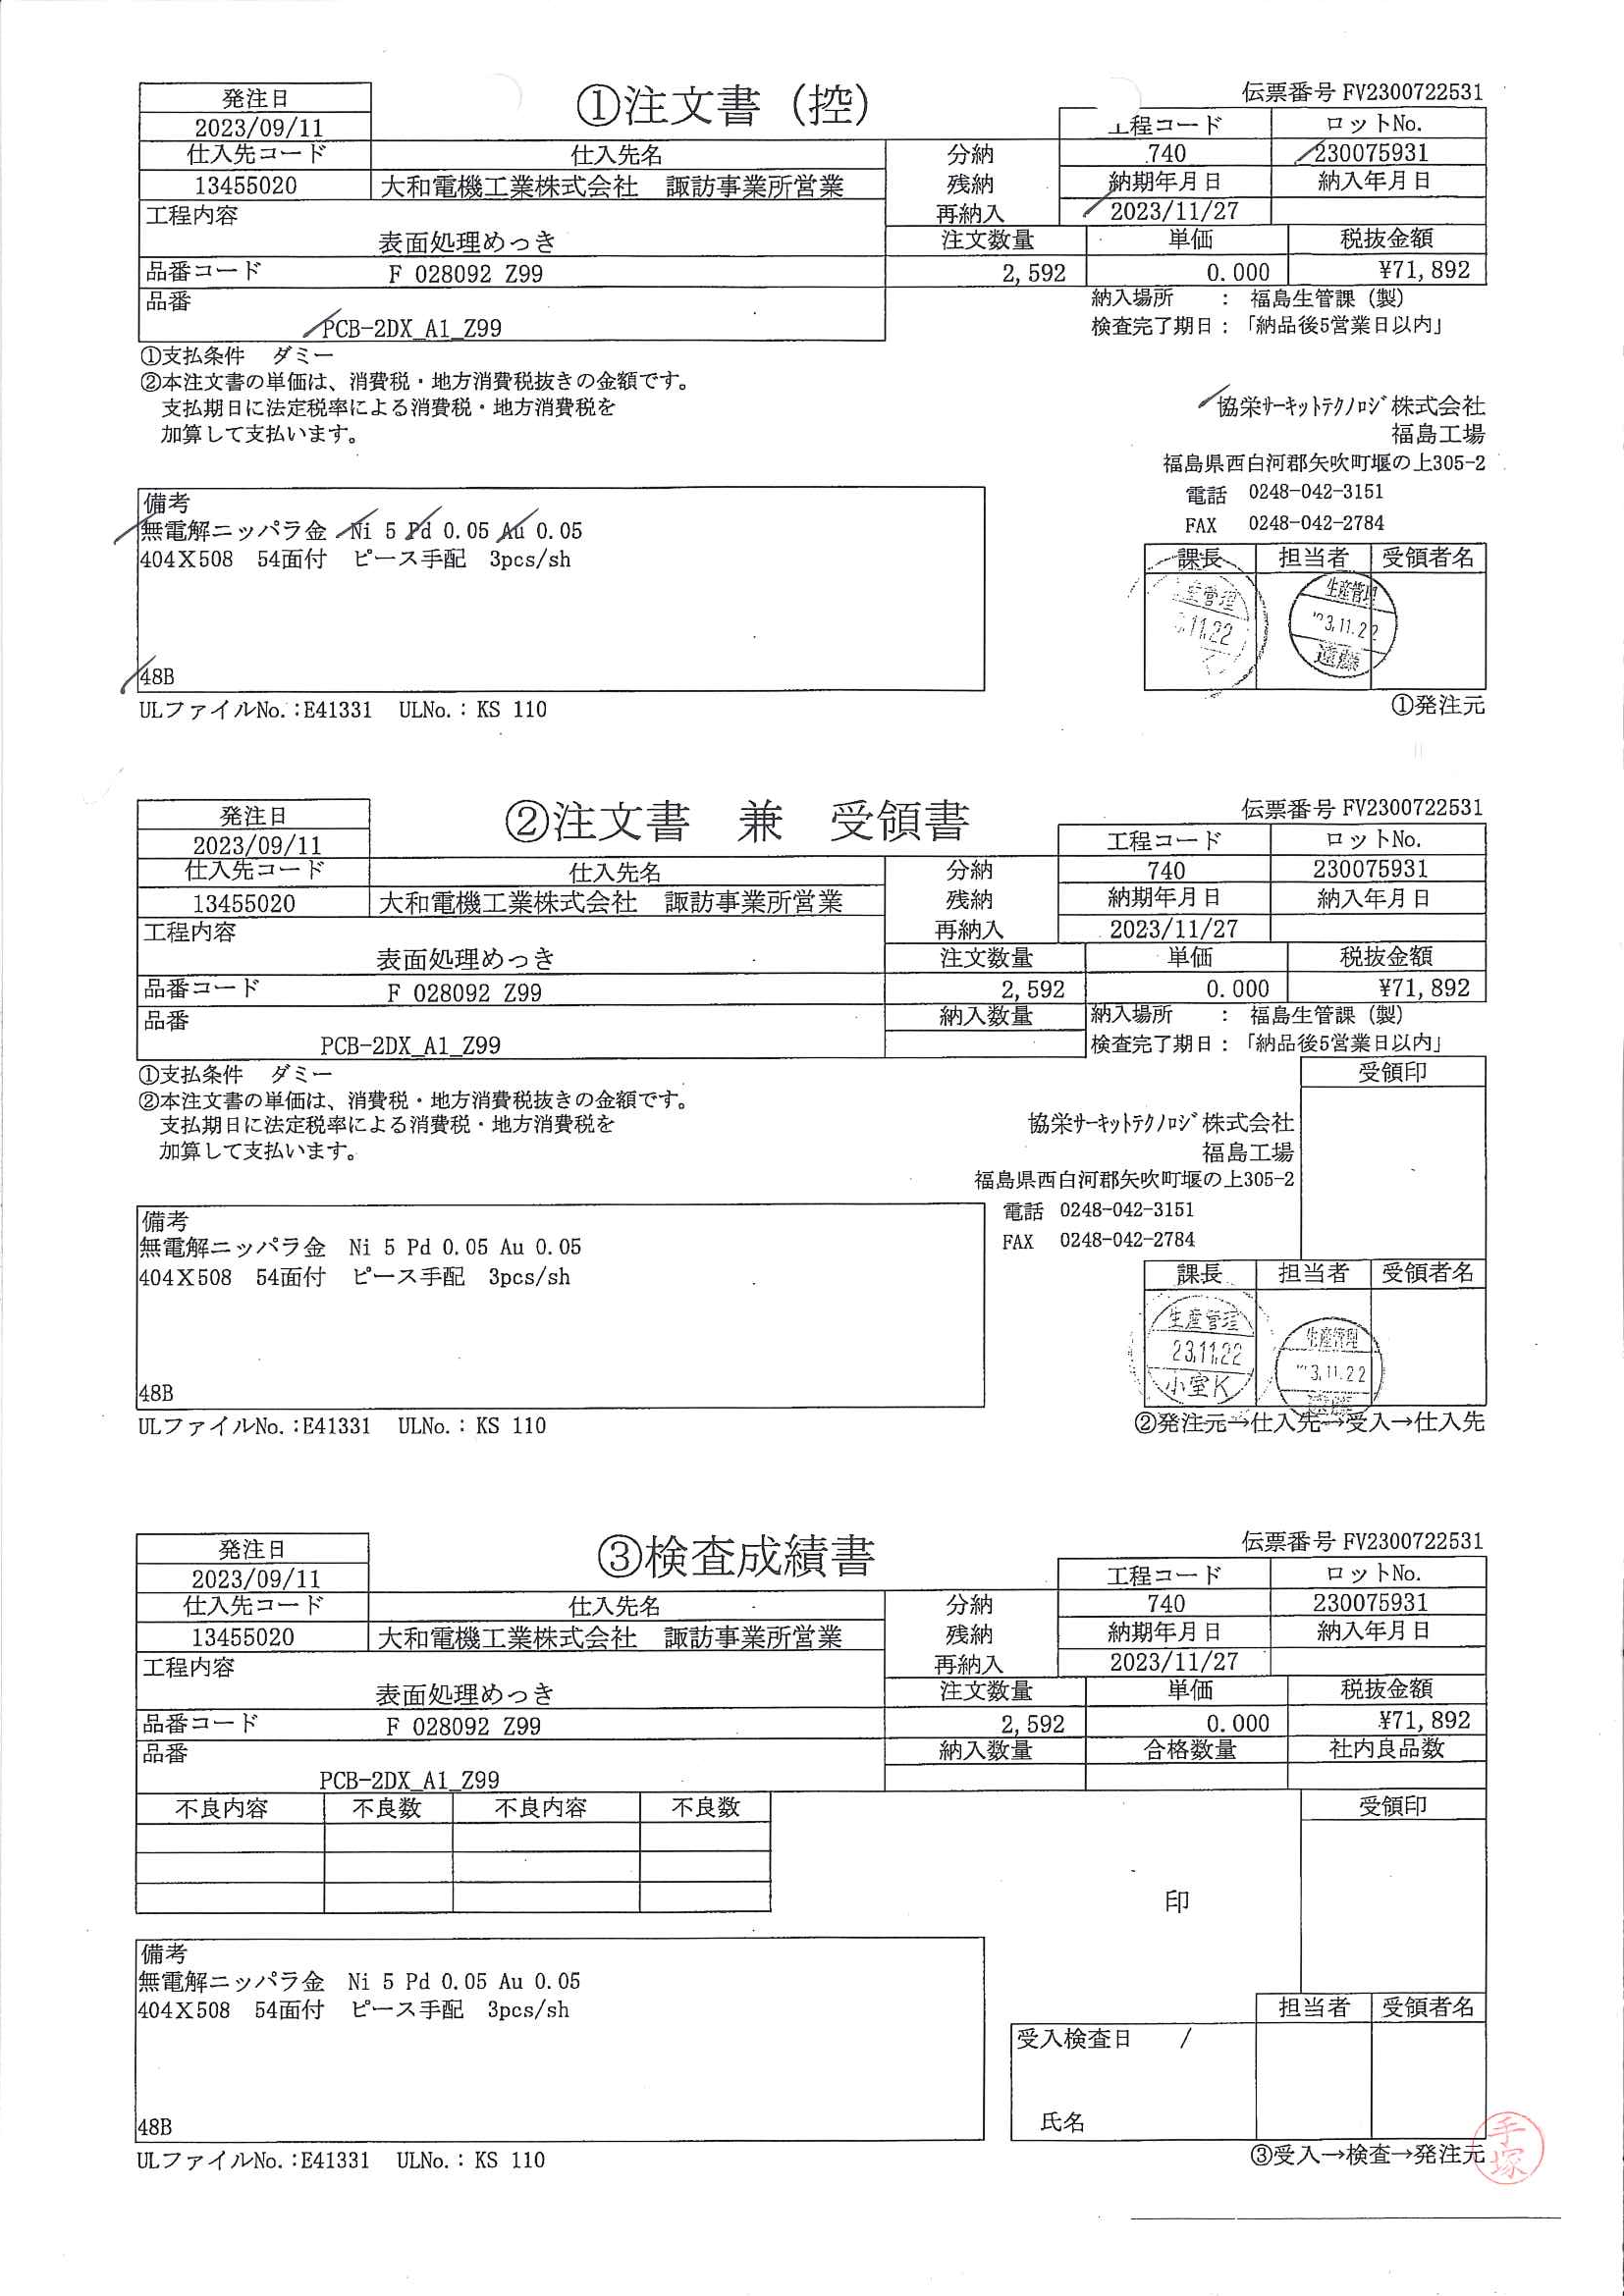 ①注文書（控）
伝票番号 FV2300722531
発注日
2023/09/11
工程コード ロットNo.
仕入先コード 仕入先名 分納 740 230075931
13455020 大和電機工業株式会社　諏訪事業所営業 残納 納期年月日 納入年月日
工程内容 再納入 2023/11/27
表面処理めっき 注文数量 単価 税抜金額
品番コード F 028092 Z99 2,592 0.000 ¥71,892
品番 納入場所　：　福島生管課（製）
PCB-2DX_A1_Z99 検査完了期日：「納品後5営業日以内」
①支払条件　ダミー
②本注文書の単価は、消費税・地方消費税抜きの金額です。
支払期日に法定税率による消費税・地方消費税を
加算して支払います。
協栄ｻｰｷｯﾄﾃｸﾉﾛｼﾞ株式会社
福島工場
福島県西白河郡矢吹町堰の上305-2
電話 0248-042-3151
FAX 0248-042-2784
備考
無電解ニッパラ金　Ni 5 Pd 0.05 Au 0.05
404X508　54面付　ピース手配　3pcs/sh
48B
課長 担当者 受領者名
生産管理
11.22
生産管理
'23.11.22
遠藤
ULファイルNo.:E41331　ULNo.: KS 110
①発注元
②注文書　兼　受領書
伝票番号 FV2300722531
発注日
2023/09/11
工程コード ロットNo.
仕入先コード 仕入先名 分納 740 230075931
13455020 大和電機工業株式会社　諏訪事業所営業 残納 納期年月日 納入年月日
工程内容 再納入 2023/11/27
表面処理めっき 注文数量 単価 税抜金額
品番コード F 028092 Z99 2,592 0.000 ¥71,892
品番 納入数量 納入場所　：　福島生管課（製）
PCB-2DX_A1_Z99 検査完了期日：「納品後5営業日以内」
①支払条件　ダミー
②本注文書の単価は、消費税・地方消費税抜きの金額です。
支払期日に法定税率による消費税・地方消費税を
加算して支払います。
受領印
協栄ｻｰｷｯﾄﾃｸﾉﾛｼﾞ株式会社
福島工場
福島県西白河郡矢吹町堰の上305-2
電話 0248-042-3151
FAX 0248-042-2784
備考
無電解ニッパラ金　Ni 5 Pd 0.05 Au 0.05
404X508　54面付　ピース手配　3pcs/sh
48B
課長 担当者 受領者名
生産管理
23.11.22
小室K
生産管理
'23.11.22
遠藤
ULファイルNo.:E41331　ULNo.: KS 110
②発注元→仕入先→受入→仕入先
③検査成績書
伝票番号 FV2300722531
発注日
2023/09/11
工程コード ロットNo.
仕入先コード 仕入先名 分納 740 230075931
13455020 大和電機工業株式会社　諏訪事業所営業 残納 納期年月日 納入年月日
工程内容 再納入 2023/11/27
表面処理めっき 注文数量 単価 税抜金額
品番コード F 028092 Z99 2,592 0.000 ¥71,892
品番 納入数量 合格数量 社内良品数
PCB-2DX_A1_Z99
不良内容 不良数 不良内容 不良数 受領印
印
備考
無電解ニッパラ金　Ni 5 Pd 0.05 Au 0.05
404X508　54面付　ピース手配　3pcs/sh
48B
担当者 受領者名
受入検査日　/
氏名
ULファイルNo.:E41331　ULNo.: KS 110
③受入→検査→発注元
手塚